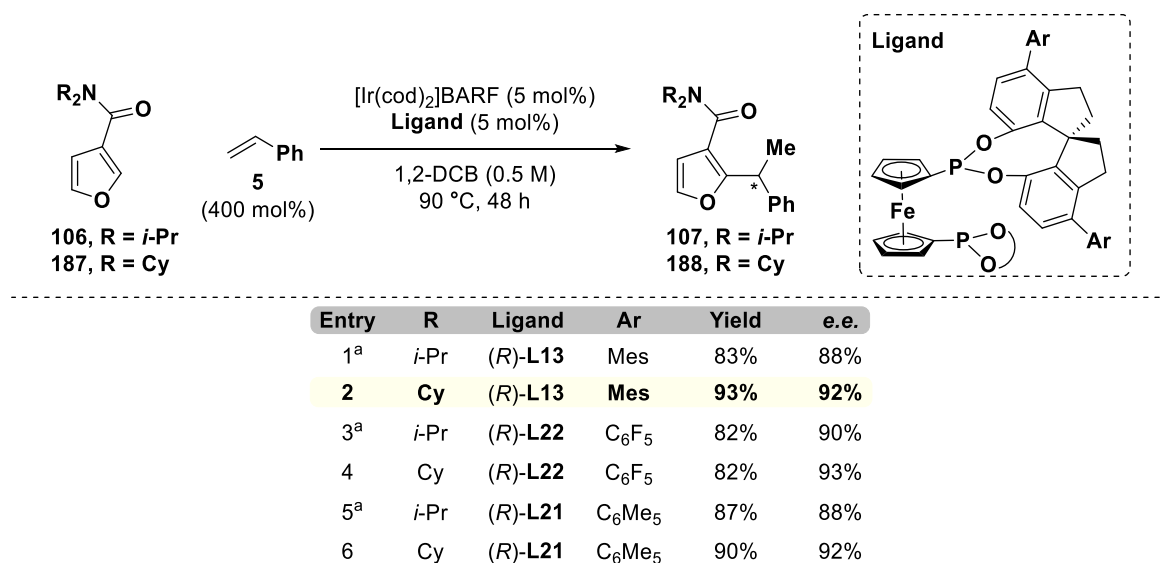 R₂N
O
O
106, R = i-Pr
187, R = Cy
Ph
5
(400 mol%)
[Ir(cod)₂]BARF (5 mol%)
Ligand (5 mol%)
1,2-DCB (0.5 M)
90 °C, 48 h
R₂N
O
Me
O
*
Ph
107, R = i-Pr
188, R = Cy
Ligand
Ar
O
P
O
Fe
P
O
O
Ar
Entry R Ligand Ar Yield e.e.
1ᵃ i-Pr (R)-L13 Mes 83% 88%
2 Cy (R)-L13 Mes 93% 92%
3ᵃ i-Pr (R)-L22 C₆F₅ 82% 90%
4 Cy (R)-L22 C₆F₅ 82% 93%
5ᵃ i-Pr (R)-L21 C₆Me₅ 87% 88%
6 Cy (R)-L21 C₆Me₅ 90% 92%